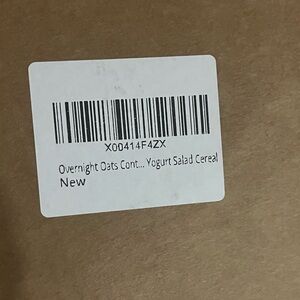 X00414F4ZX
Overnight Oats Cont... Yogurt Salad Cereal
New